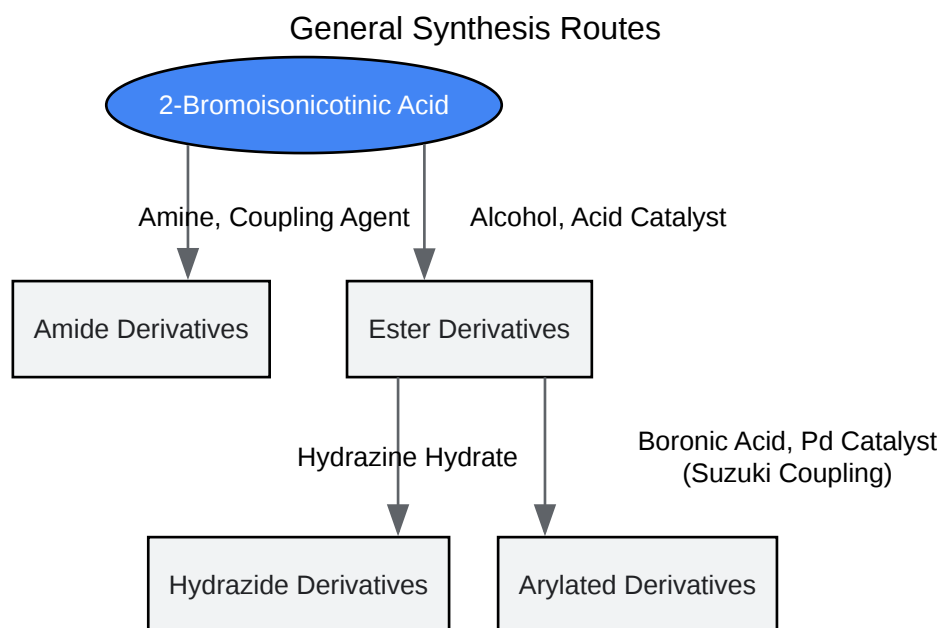 General Synthesis Routes
2-Bromoisonicotinic Acid
Amine, Coupling Agent
Alcohol, Acid Catalyst
Amide Derivatives
Ester Derivatives
Hydrazine Hydrate
Boronic Acid, Pd Catalyst
(Suzuki Coupling)
Hydrazide Derivatives
Arylated Derivatives